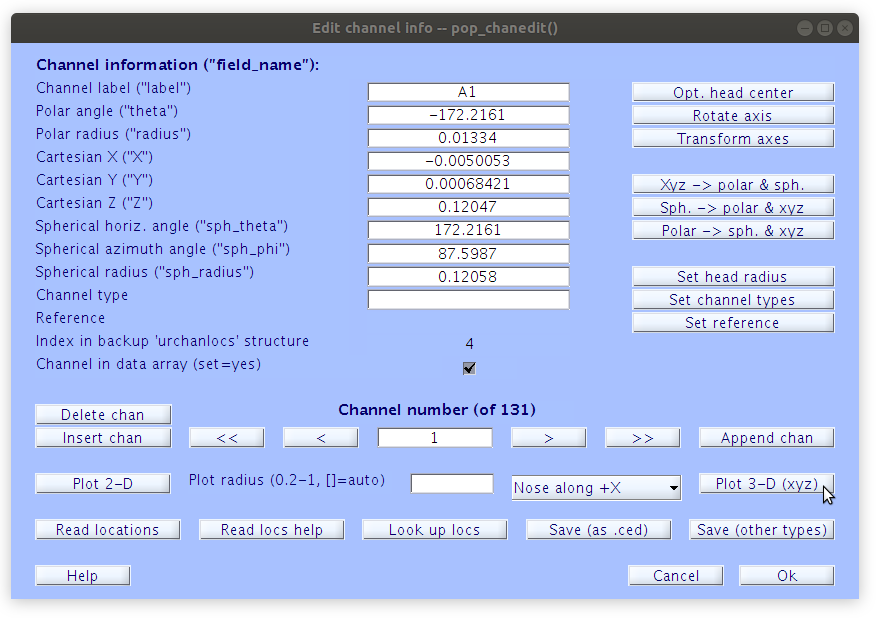 Edit channel info -- pop_chanedit()
Channel information ("field_name"):
Channel label ("label") A1 Opt. head center
Polar angle ("theta") −172.2161 Rotate axis
Polar radius ("radius") 0.01334 Transform axes
Cartesian X ("X") −0.0050053
Cartesian Y ("Y") 0.00068421 Xyz −> polar & sph.
Cartesian Z ("Z") 0.12047 Sph. −> polar & xyz
Spherical horiz. angle ("sph_theta") 172.2161 Polar −> sph. & xyz
Spherical azimuth angle ("sph_phi") 87.5987
Spherical radius ("sph_radius") 0.12058 Set head radius
Channel type Set channel types
Reference Set reference
Index in backup 'urchanlocs' structure 4
Channel in data array (set=yes)
Delete chan Channel number (of 131)
Insert chan << < 1 > >> Append chan
Plot 2−D Plot radius (0.2−1, []=auto) Nose along +X Plot 3−D (xyz)
Read locations Read locs help Look up locs Save (as .ced) Save (other types)
Help Cancel Ok